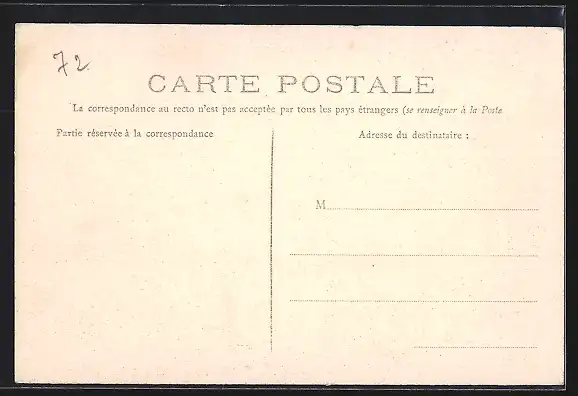 72
CARTE POSTALE
La correspondance au recto n'est pas acceptée par tous les pays étrangers (se renseigner à la Poste
Partie réservée à la correspondance
Adresse du destinataire :
M